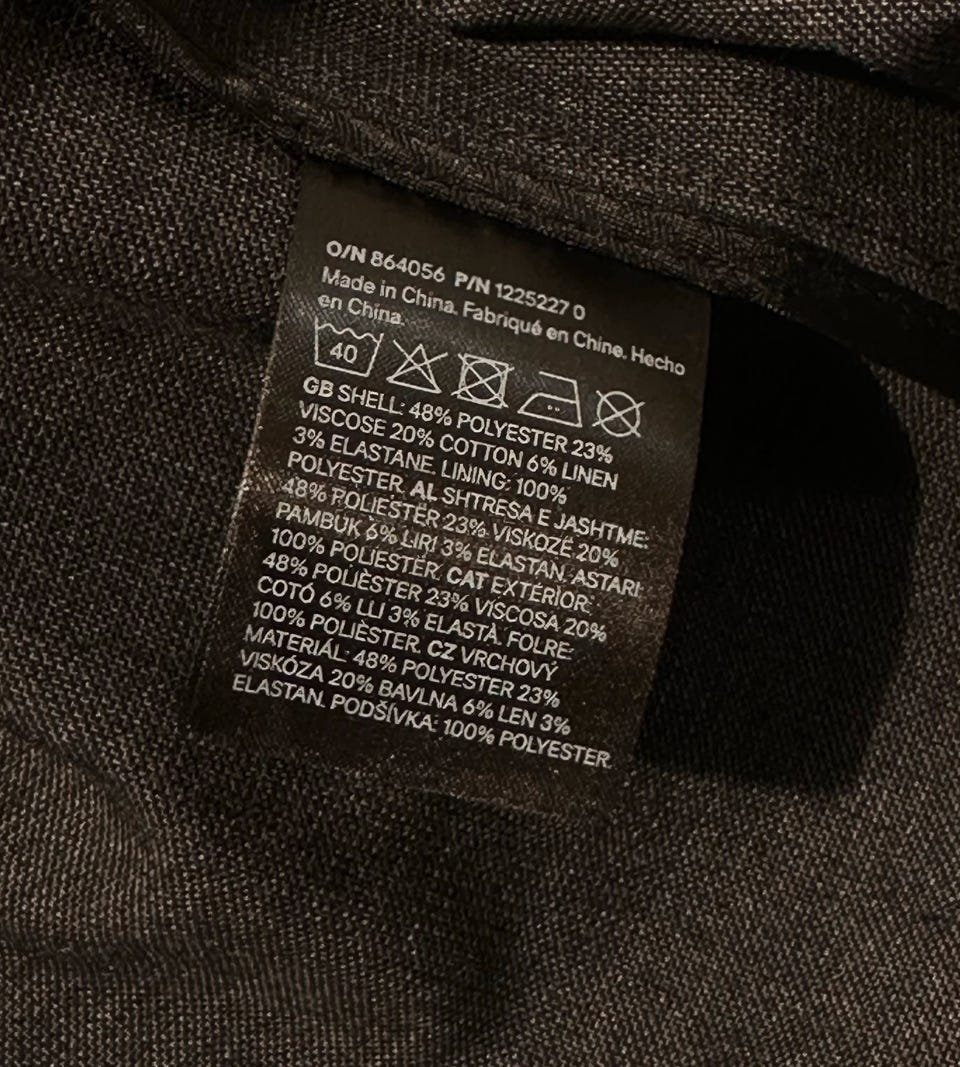 O/N 864056 P/N 1225227 0
Made in China. Fabriqué en Chine. Hecho
en China.
40
GB SHELL: 48% POLYESTER 23%
VISCOSE 20% COTTON 6% LINEN
3% ELASTANE. LINING: 100%
POLYESTER. AL SHTRESA E JASHTME:
48% POLIESTËR 23% VISKOZË 20%
PAMBUK 6% LIRI 3% ELASTAN. ASTARI:
100% POLIESTËR. CAT EXTERIOR:
48% POLIÈSTER 23% VISCOSA 20%
COTÓ 6% LLI 3% ELASTÀ. FOLRE:
100% POLIÈSTER. CZ VRCHOVÝ
MATERIÁL: 48% POLYESTER 23%
VISKÓZA 20% BAVLNA 6% LEN 3%
ELASTAN. PODŠÍVKA: 100% POLYESTER.